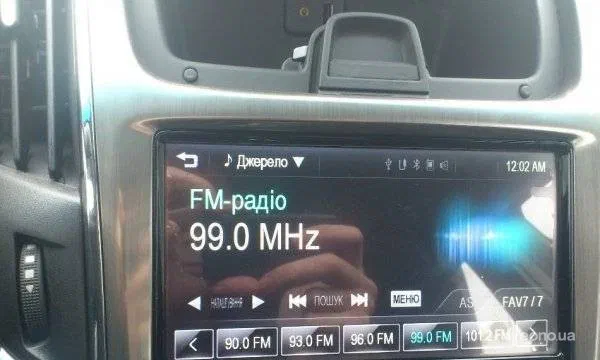 Джерело ▼ 12:02 AM
FM-радіо
99.0 MHz
◀ НАЛАШТУВАННЯ ▶ ПОШУК МЕНЮ AS FAV7 / 7
< 90.0 FM 93.0 FM 96.0 FM 99.0 FM 101.2 FM